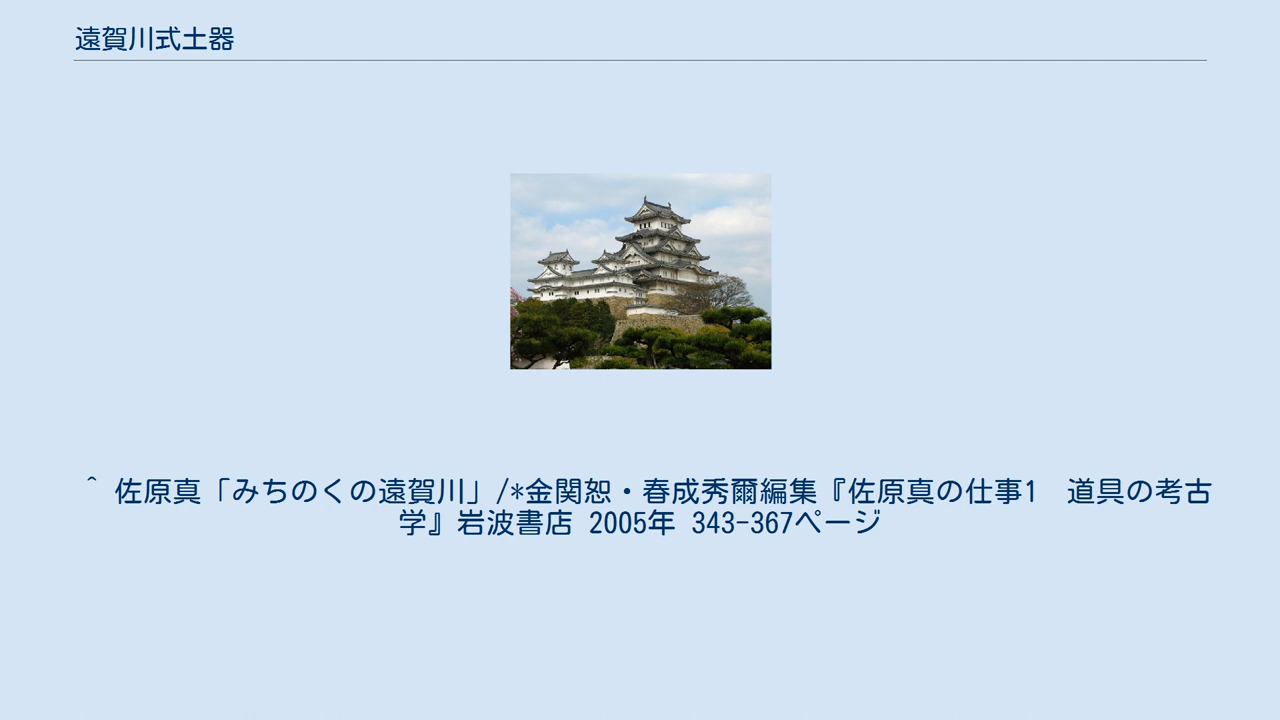 遠賀川式土器
＾ 佐原真「みちのくの遠賀川」/*金関恕・春成秀爾編集『佐原真の仕事1　道具の考古
学』岩波書店 2005年 343-367ページ